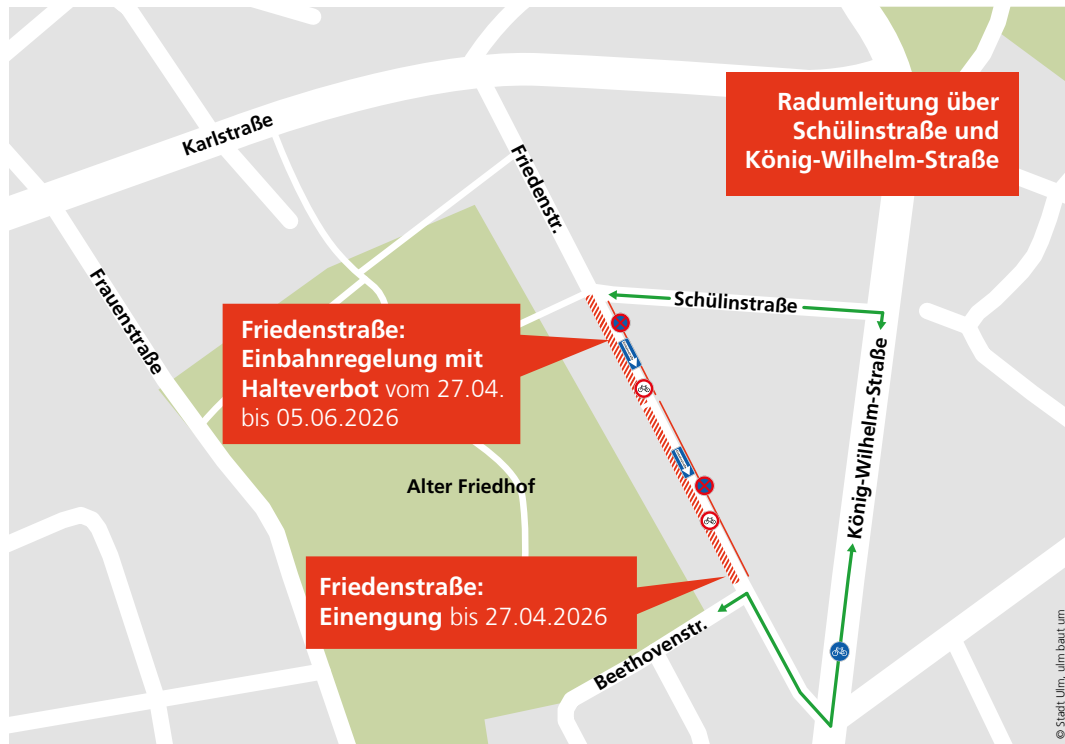 Radumleitung über
Schülinstraße und
König-Wilhelm-Straße
Karlstraße
Friedenstr.
Frauenstraße
Schülinstraße
Friedenstraße:
Einbahnregelung mit
Halteverbot vom 27.04.
bis 05.06.2026
König-Wilhelm-Straße
Alter Friedhof
Friedenstraße:
Einengung bis 27.04.2026
Beethovenstr.
© Stadt Ulm, ulm baut um